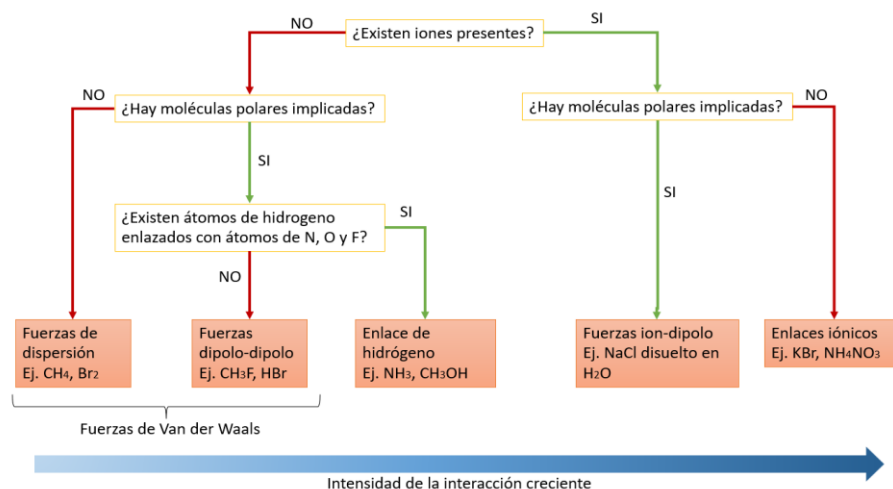 ¿Existen iones presentes?
NO
SI
¿Hay moléculas polares implicadas?
NO
SI
¿Hay moléculas polares implicadas?
NO
SI
¿Existen átomos de hidrogeno
enlazados con átomos de N, O y F?
SI
NO
Fuerzas de
dispersión
Ej. CH₄, Br₂
Fuerzas
dipolo-dipolo
Ej. CH₃F, HBr
Enlace de
hidrógeno
Ej. NH₃, CH₃OH
Fuerzas ion-dipolo
Ej. NaCl disuelto en
H₂O
Enlaces iónicos
Ej. KBr, NH₄NO₃
Fuerzas de Van der Waals
Intensidad de la interacción creciente